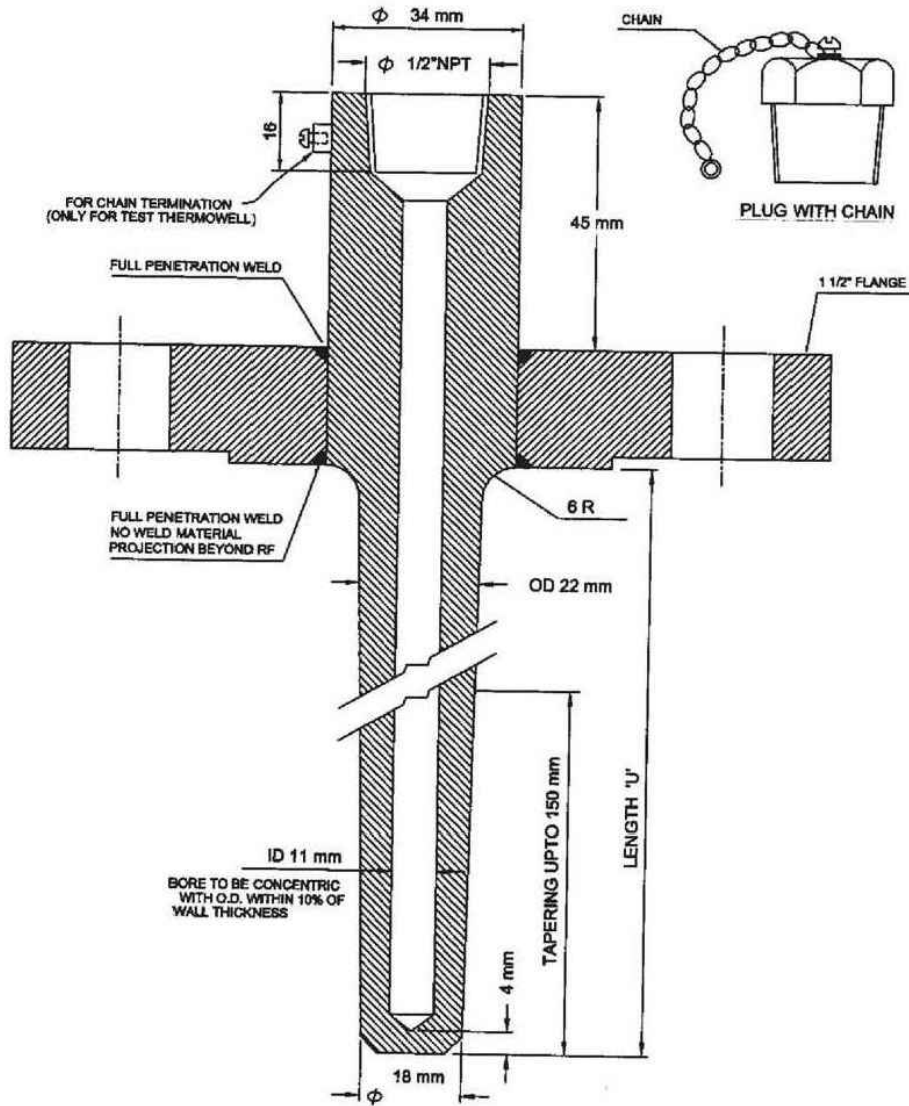 ϕ 34 mm
ϕ 1/2"NPT
CHAIN
16
45 mm
FOR CHAIN TERMINATION
(ONLY FOR TEST THERMOWELL)
PLUG WITH CHAIN
FULL PENETRATION WELD
1 1/2" FLANGE
FULL PENETRATION WELD
NO WELD MATERIAL
PROJECTION BEYOND RF
6 R
OD 22 mm
TAPERING UPTO 150 mm
LENGTH 'U'
ID 11 mm
BORE TO BE CONCENTRIC
WITH O.D. WITHIN 10% OF
WALL THICKNESS
4 mm
18 mm
ϕ